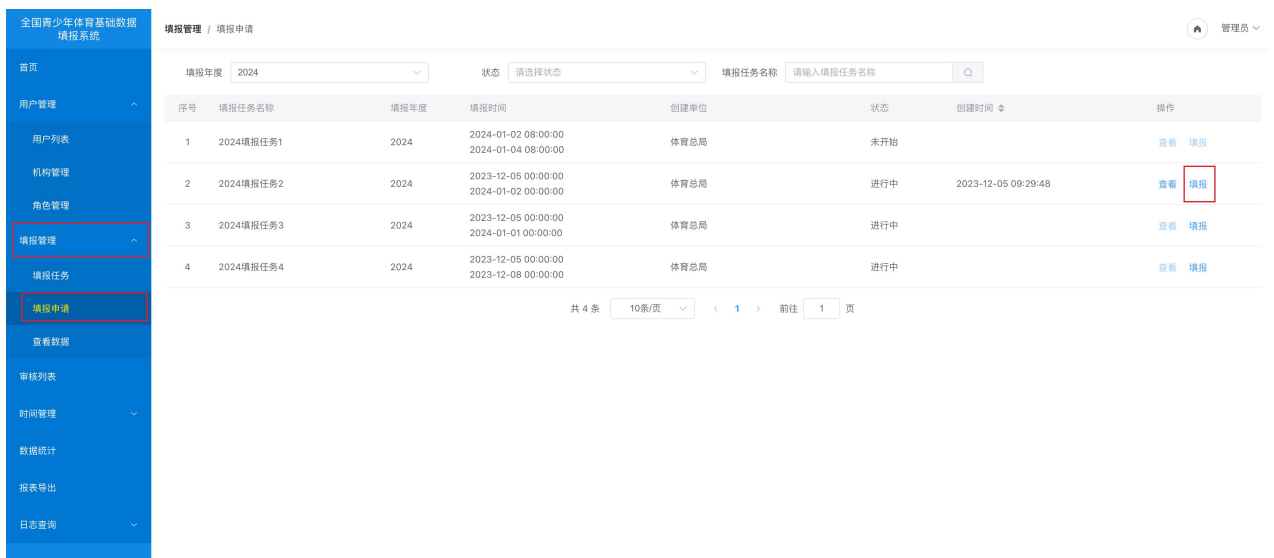 全国青少年体育基础数据
填报系统
填报管理 / 填报申请
管理员
首页
用户管理
用户列表
机构管理
角色管理
填报管理
填报任务
填报申请
查看数据
审核列表
时间管理
数据统计
报表导出
日志查询
填报年度 2024 状态 请选择状态 填报任务名称 请输入填报任务名称
序号 填报任务名称 填报年度 填报时间 创建单位 状态 创建时间 操作
1 2024填报任务1 2024 2024-01-02 08:00:00 体育总局 未开始 查看 填报
2024-01-04 08:00:00
2 2024填报任务2 2024 2023-12-05 00:00:00 体育总局 进行中 2023-12-05 09:29:48 查看 填报
2024-01-02 00:00:00
3 2024填报任务3 2024 2023-12-05 00:00:00 体育总局 进行中 查看 填报
2024-01-01 00:00:00
4 2024填报任务4 2024 2023-12-05 00:00:00 体育总局 进行中 查看 填报
2023-12-08 00:00:00
共 4 条 10条/页 < 1 > 前往 1 页